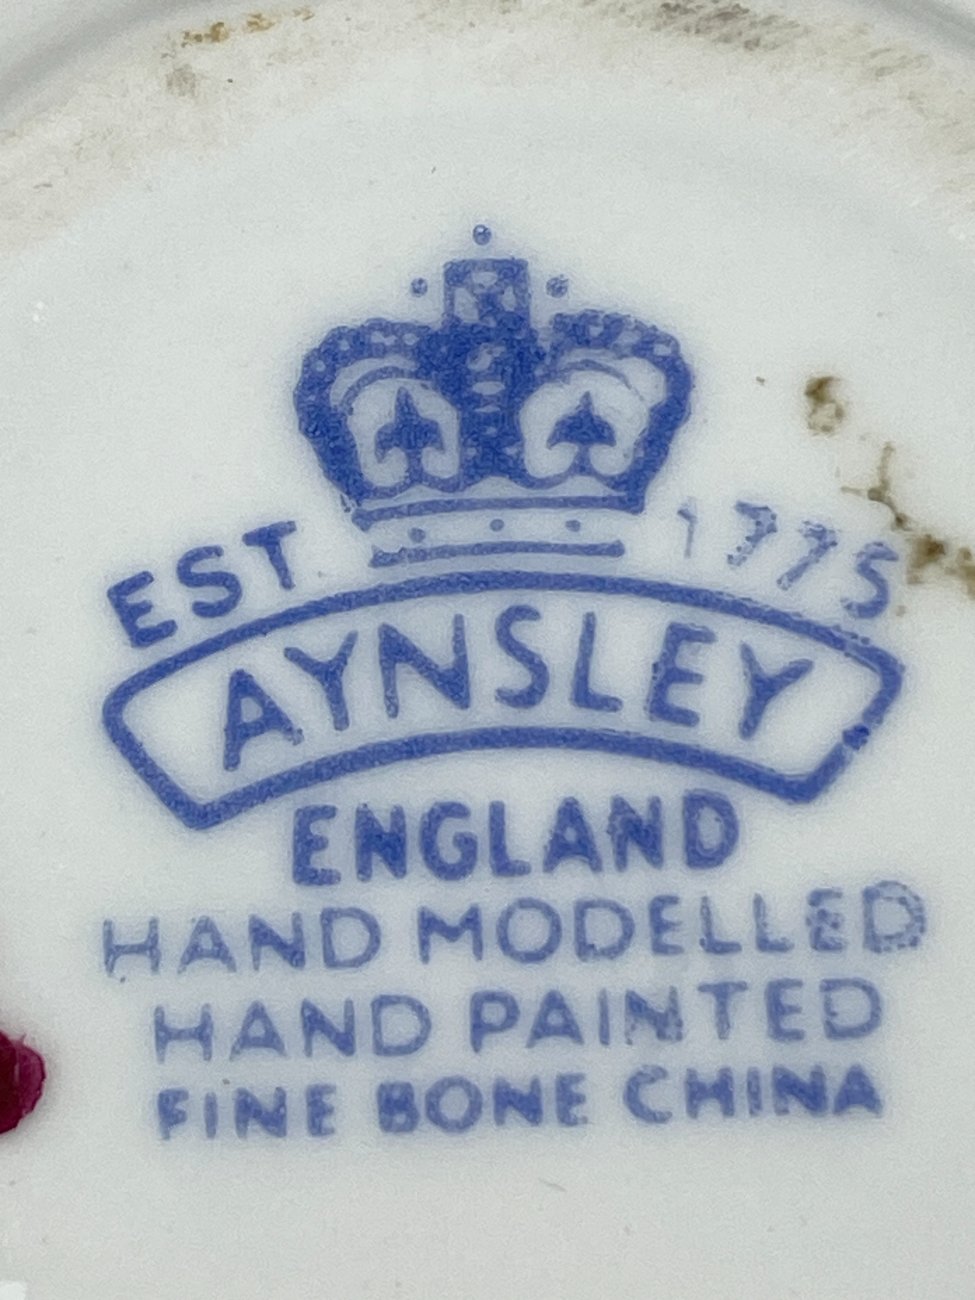 EST 1775
AYNSLEY
ENGLAND
HAND MODELLED
HAND PAINTED
FINE BONE CHINA